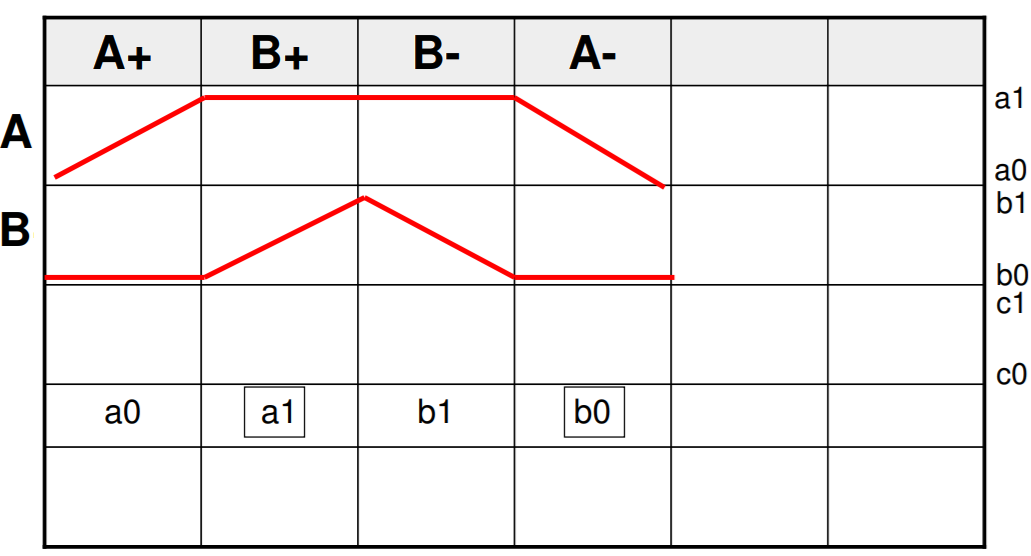 A+ B+ B- A-
A a1
a0
B b1
b0
c1
c0
a0 a1 b1 b0